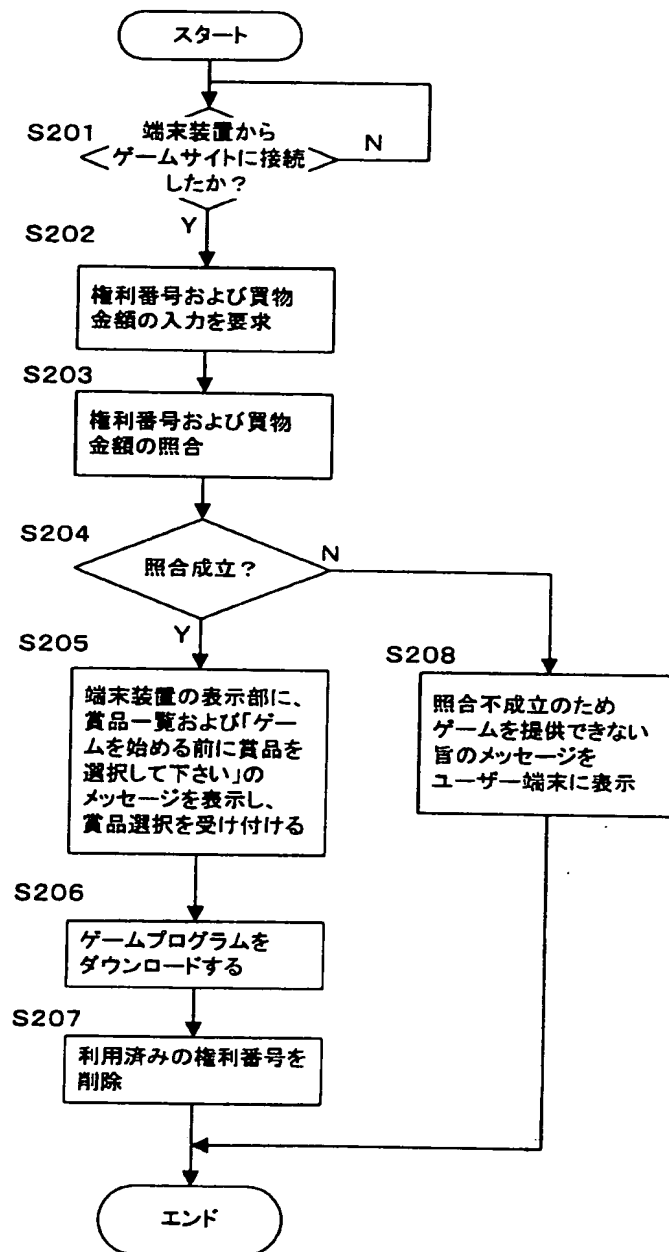 スタート
S201
端末装置から
ゲームサイトに接続
したか？
N
Y
S202
権利番号および買物
金額の入力を要求
S203
権利番号および買物
金額の照合
S204
照合成立？
N
Y
S205
端末装置の表示部に、
賞品一覧および「ゲー
ムを始める前に賞品を
選択して下さい」の
メッセージを表示し、
賞品選択を受け付ける
S208
照合不成立のため
ゲームを提供できない
旨のメッセージを
ユーザー端末に表示
S206
ゲームプログラムを
ダウンロードする
S207
利用済みの権利番号を
削除
エンド